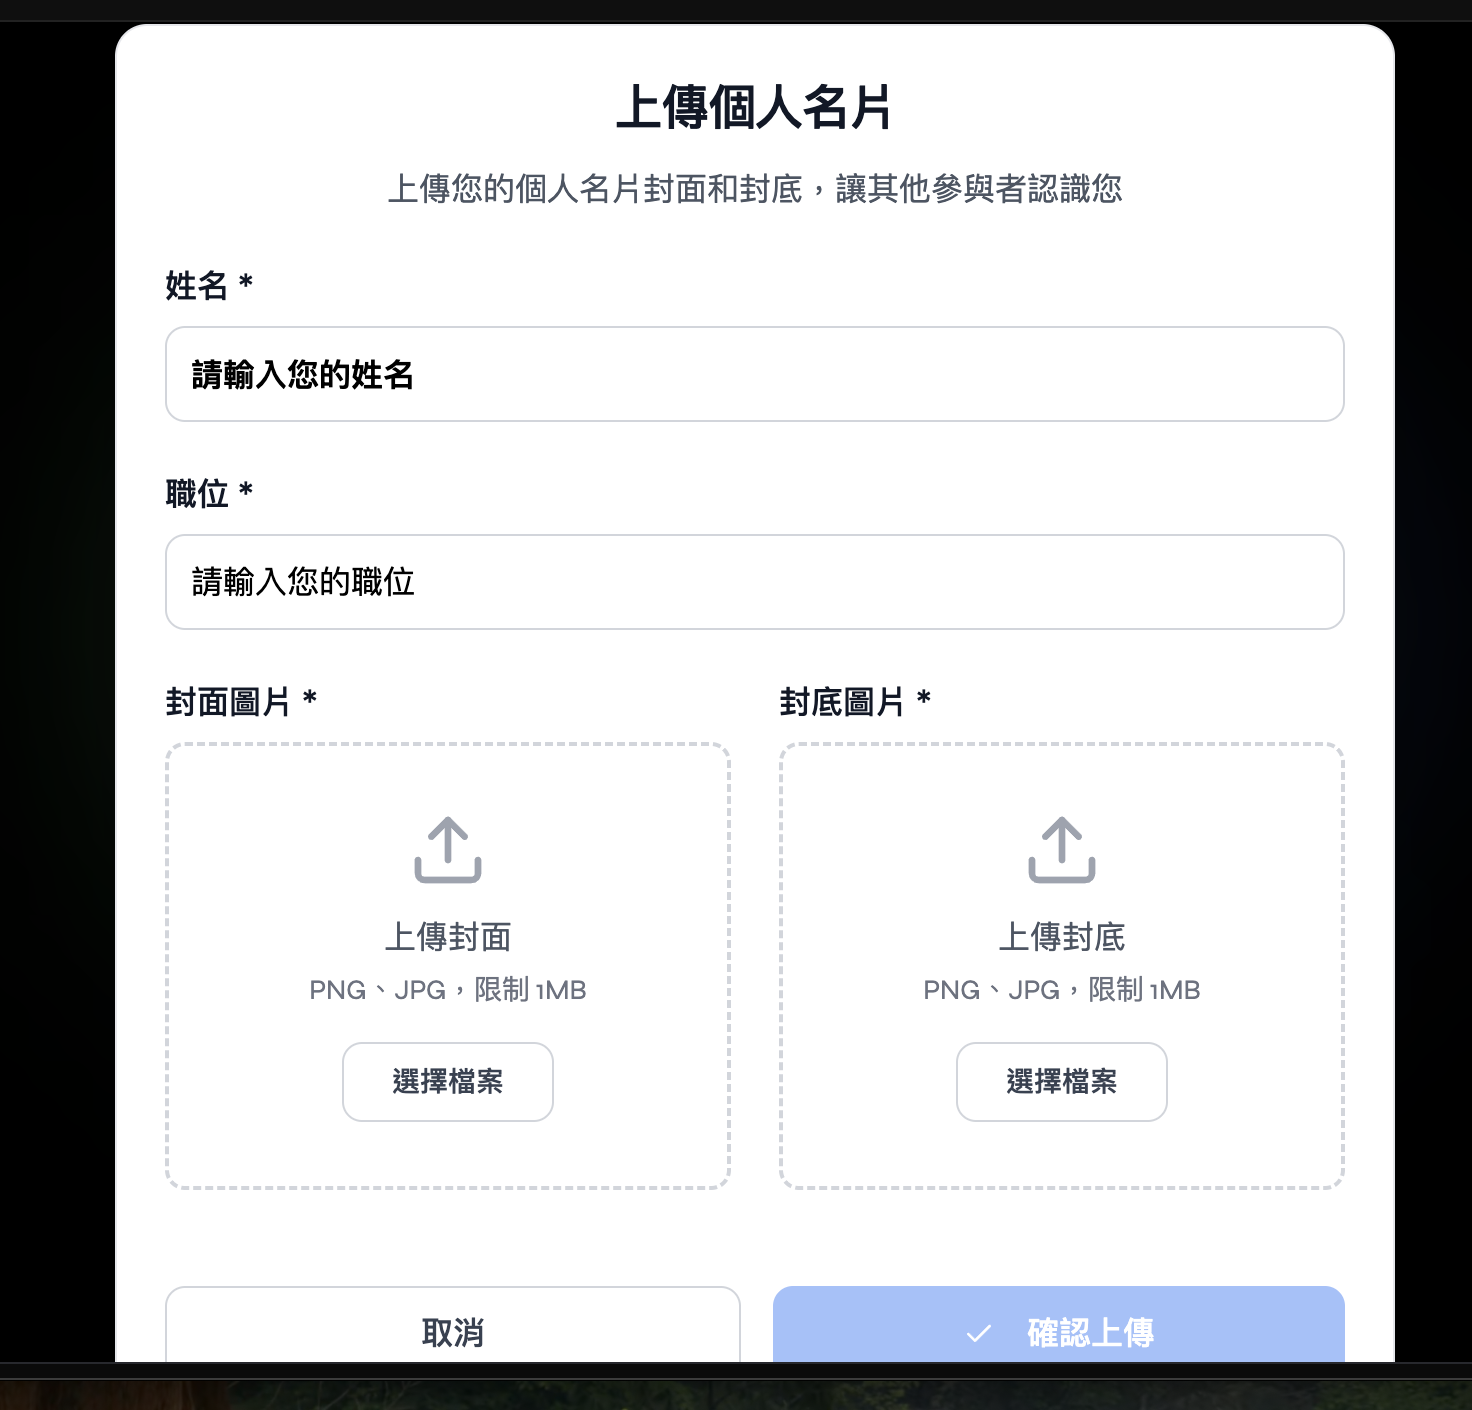 上傳個人名片
上傳您的個人名片封面和封底，讓其他參與者認識您
姓名 *
請輸入您的姓名
職位 *
請輸入您的職位
封面圖片 *
封底圖片 *
上傳封面
PNG、JPG，限制 1MB
選擇檔案
上傳封底
PNG、JPG，限制 1MB
選擇檔案
取消
確認上傳